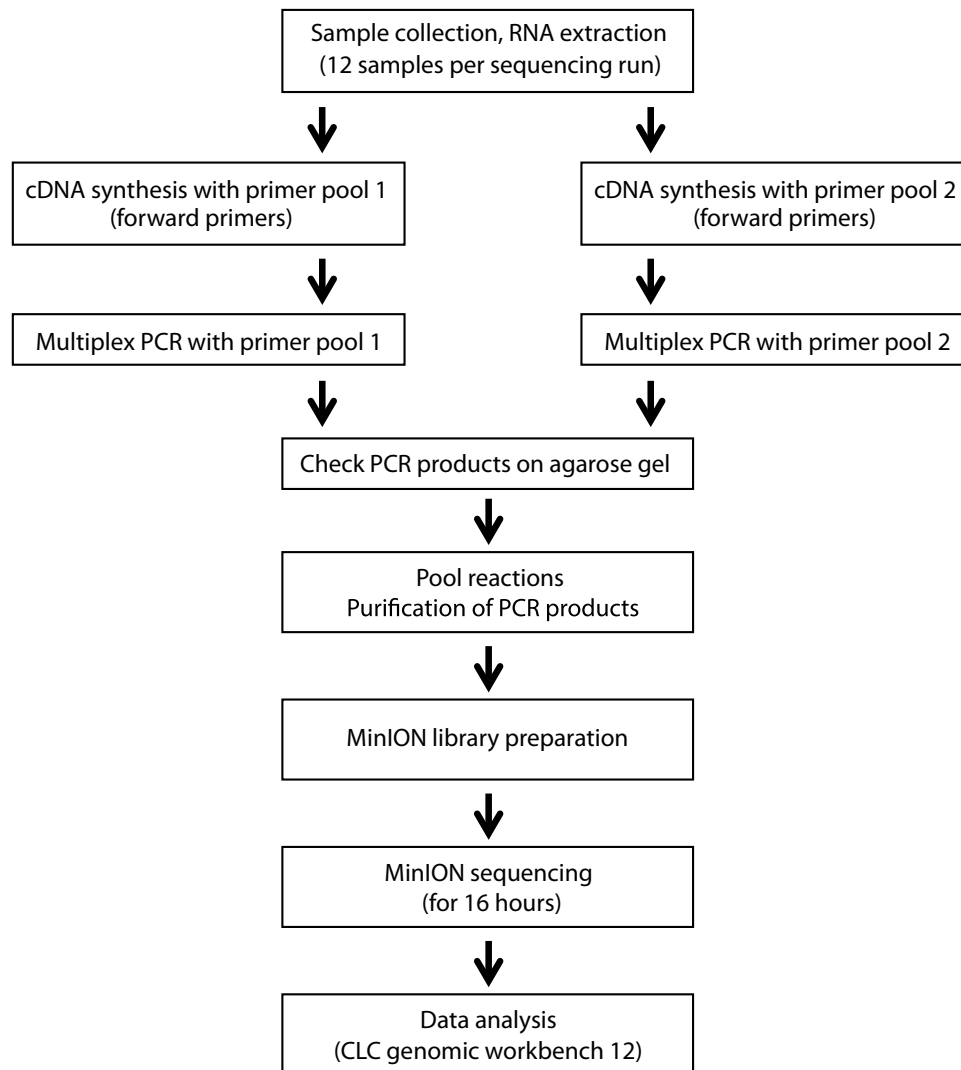 Sample collection, RNA extraction
(12 samples per sequencing run)
cDNA synthesis with primer pool 1
(forward primers)
cDNA synthesis with primer pool 2
(forward primers)
Multiplex PCR with primer pool 1
Multiplex PCR with primer pool 2
Check PCR products on agarose gel
Pool reactions
Purification of PCR products
MinION library preparation
MinION sequencing
(for 16 hours)
Data analysis
(CLC genomic workbench 12)